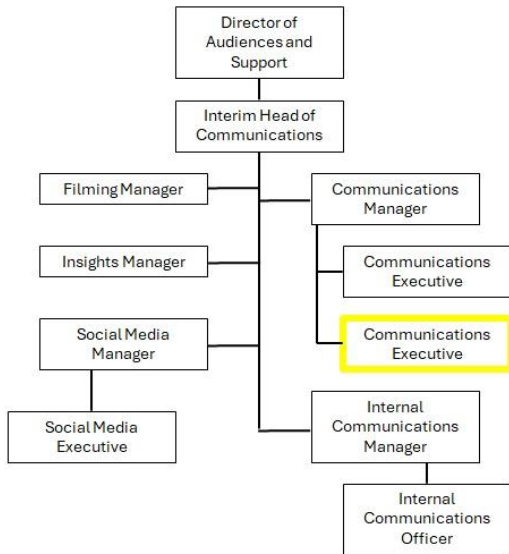 Director of
Audiences and
Support
Interim Head of
Communications
Filming Manager
Communications
Manager
Insights Manager
Communications
Executive
Social Media
Manager
Communications
Executive
Social Media
Executive
Internal
Communications
Manager
Internal
Communications
Officer